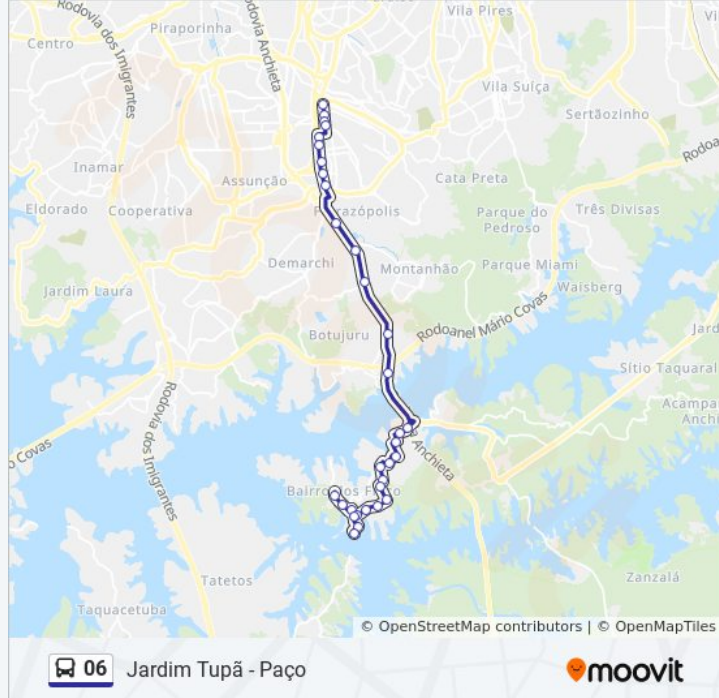 Vila Pires
Rodovia dos Imigrantes
Piraporinha
Centro
Rodovia Anchieta
Vila Suíça
Sertãozinho
Inamar
Assunção
Cata Preta
Eldorado
Cooperativa
Parque do
Pedroso
Três Divisas
Demarchi
Montanhão
Parque Miami
Waisberg
Jardim Laura
Rodoanel Mário Covas
Botujuru
Sítio Taquaral
Covas
Rodovia dos Imigrantes
Anchieta
Tatetos
Zanzalá
Taquacetuba
© OpenStreetMap contributors | © OpenMapTiles
06 Jardim Tupã - Paço
moovit